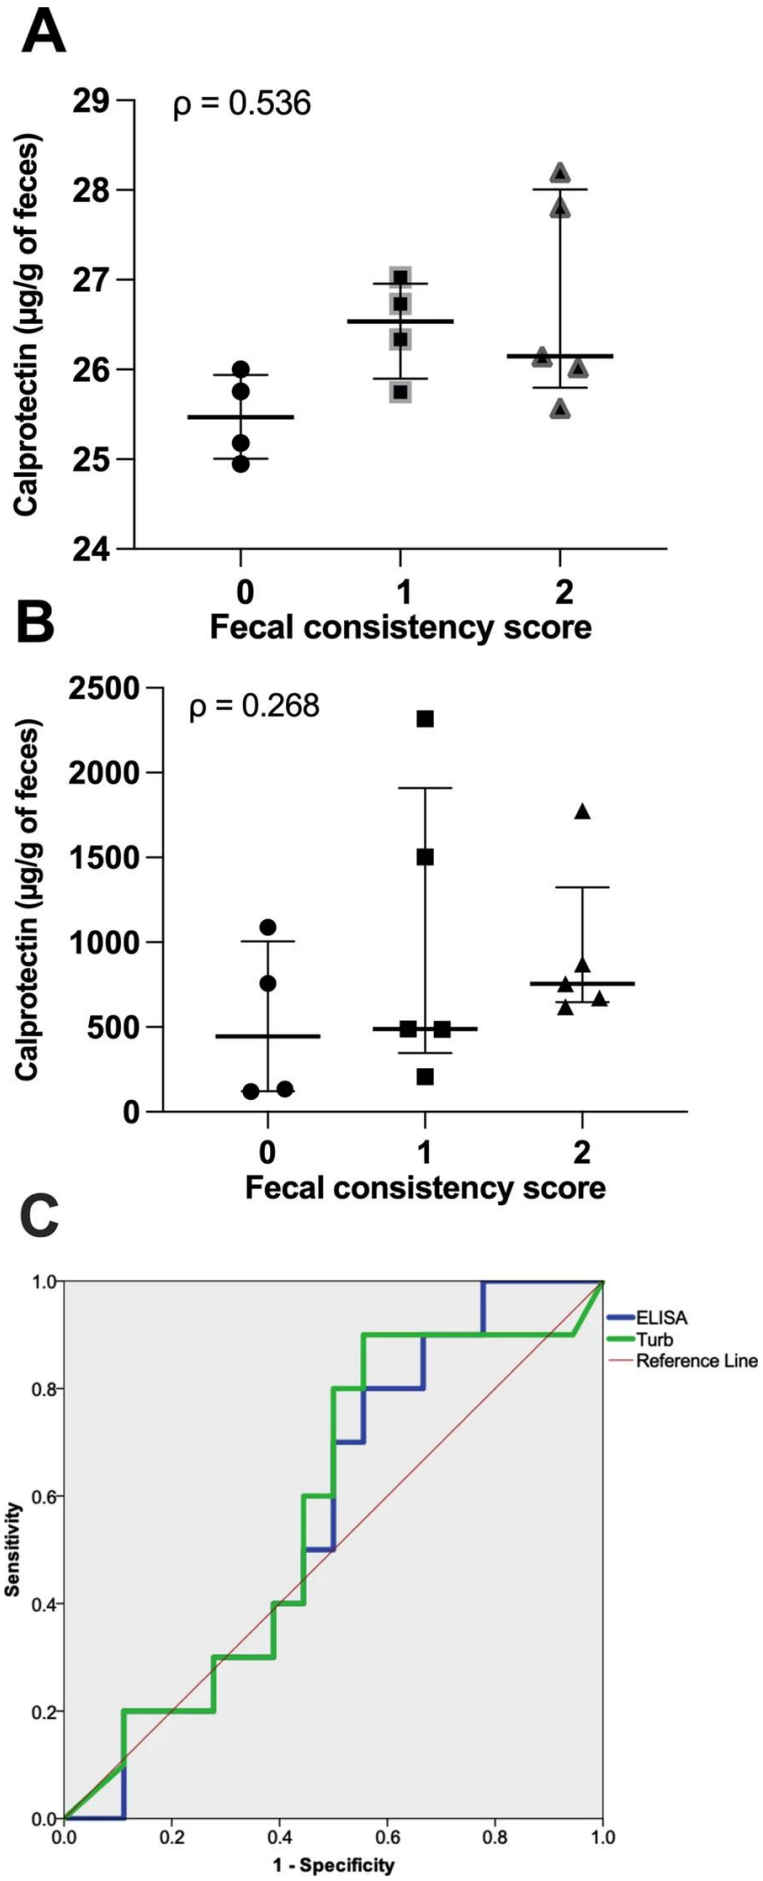 A
ρ = 0.536
Calprotectin (µg/g of feces)
29
28
27
26
25
24
0 1 2
Fecal consistency score
B
ρ = 0.268
Calprotectin (µg/g of feces)
2500
2000
1500
1000
500
0
0 1 2
Fecal consistency score
C
1.0
0.8
0.6
0.4
0.2
0.0
Sensitivity
ELISA
Turb
Reference Line
0.0 0.2 0.4 0.6 0.8 1.0
1 - Specificity